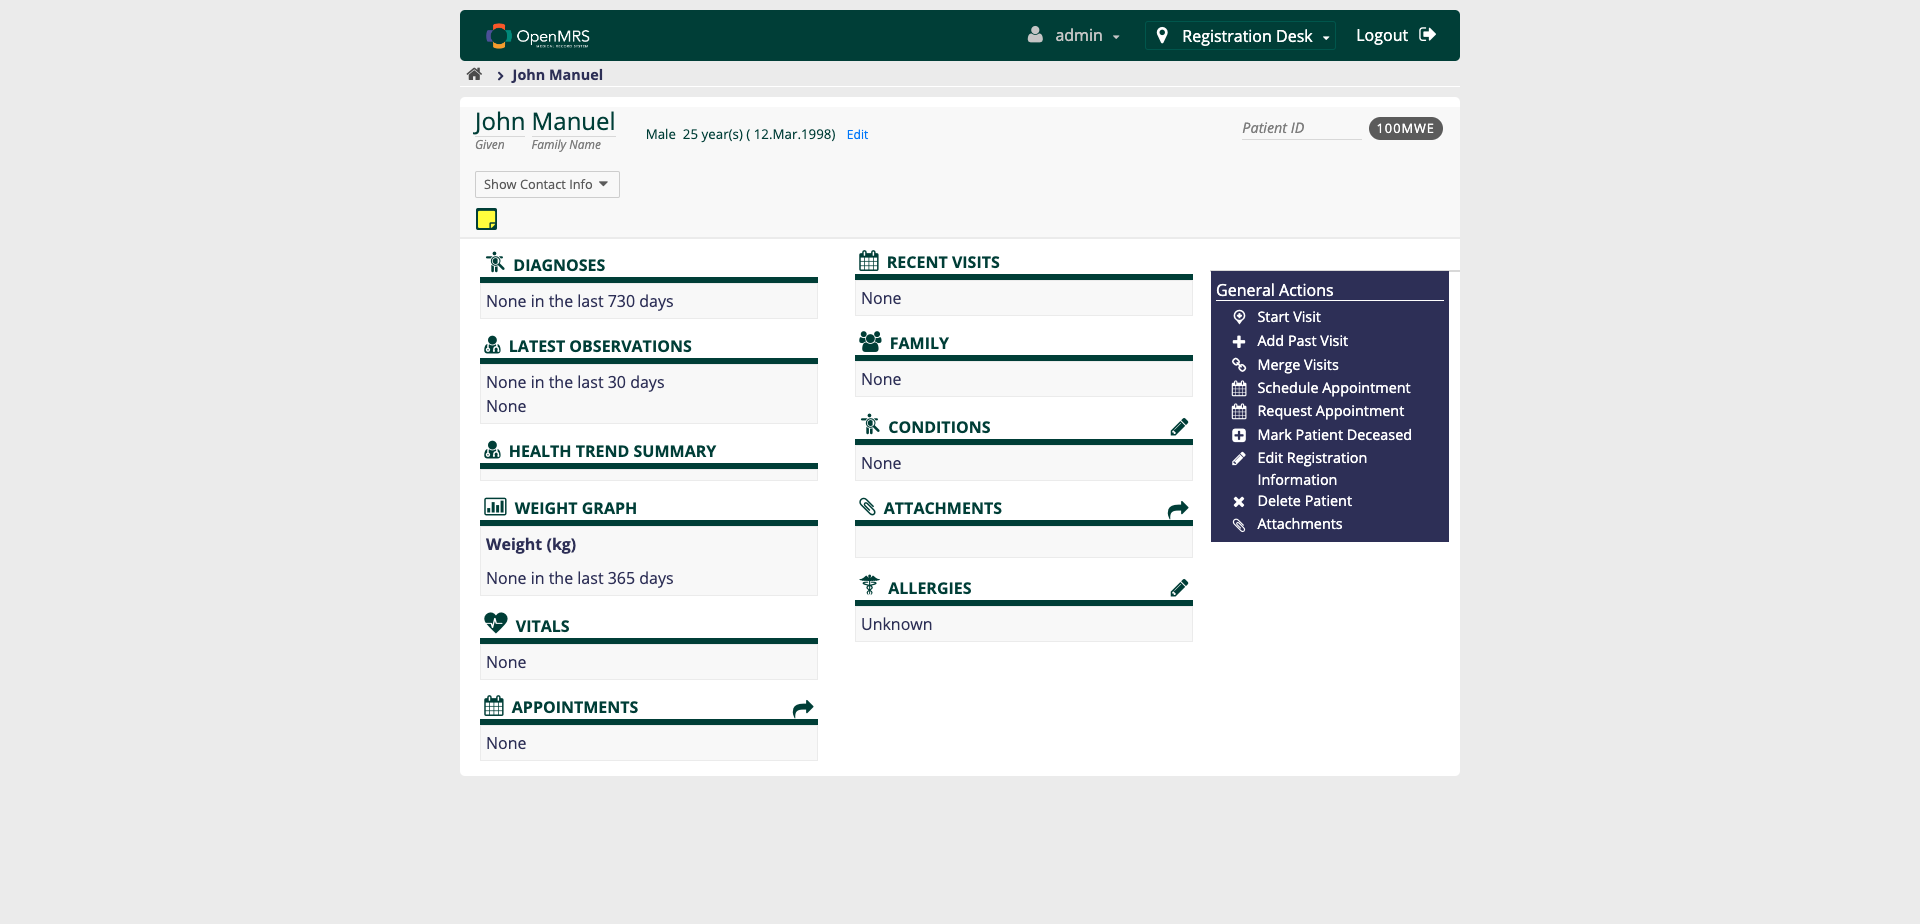 OpenMRS
MEDICAL RECORD SYSTEM
admin
Registration Desk
Logout
John Manuel
John Manuel
Given Family Name
Male 25 year(s) ( 12.Mar.1998) Edit
Patient ID 100MWE
Show Contact Info
DIAGNOSES
None in the last 730 days
LATEST OBSERVATIONS
None in the last 30 days
None
HEALTH TREND SUMMARY
WEIGHT GRAPH
Weight (kg)
None in the last 365 days
VITALS
None
APPOINTMENTS
None
RECENT VISITS
None
FAMILY
None
CONDITIONS
None
ATTACHMENTS
ALLERGIES
Unknown
General Actions
Start Visit
Add Past Visit
Merge Visits
Schedule Appointment
Request Appointment
Mark Patient Deceased
Edit Registration
Information
Delete Patient
Attachments